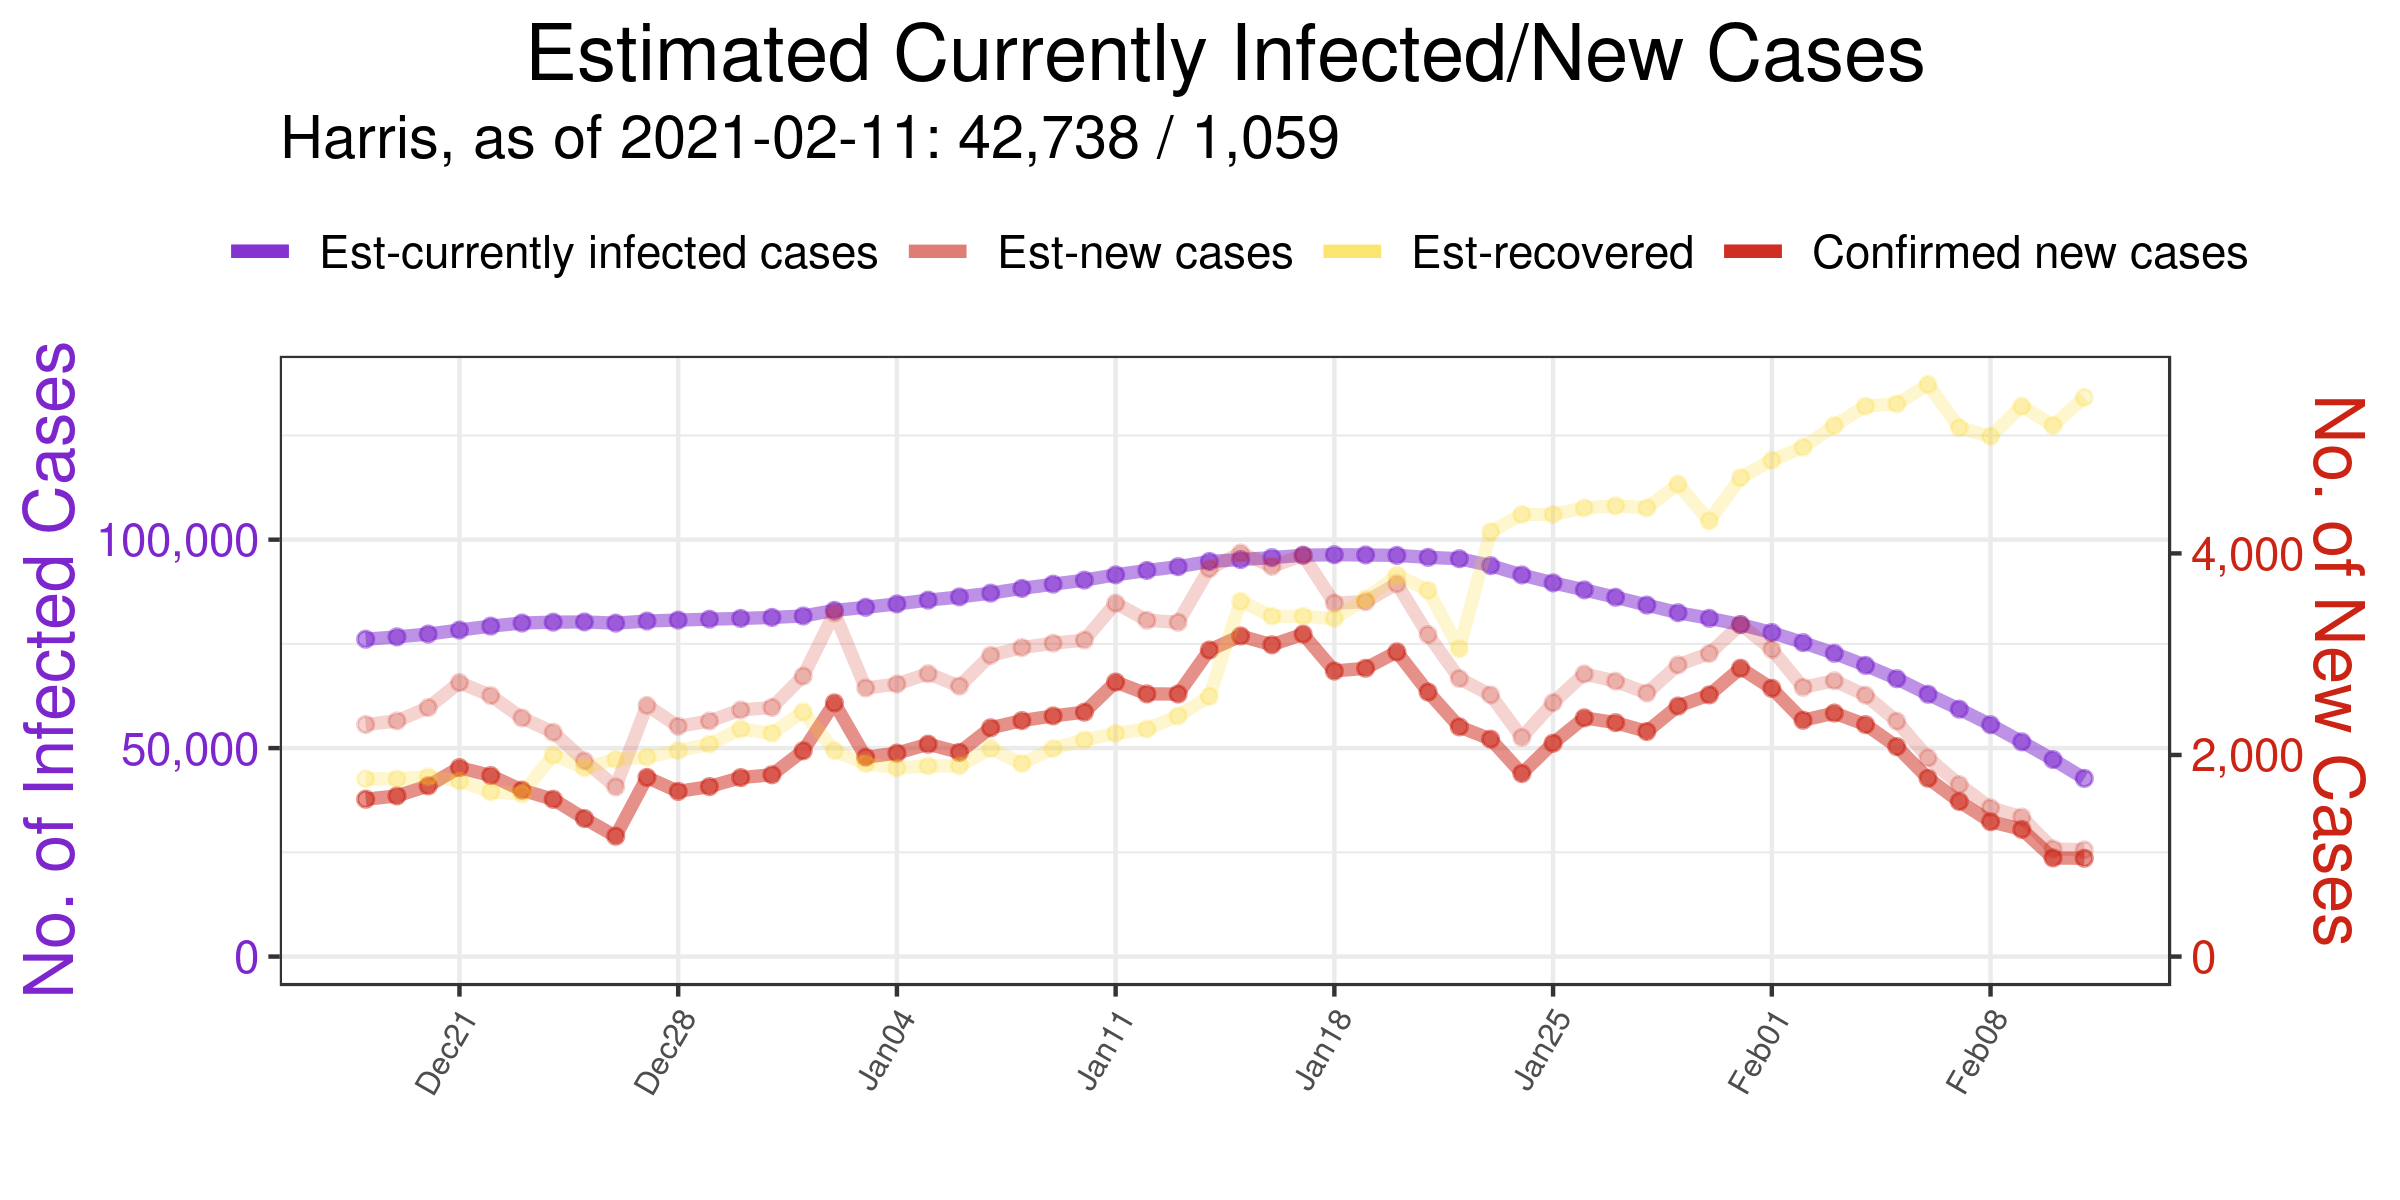 Estimated Currently Infected/New Cases
Harris, as of 2021-02-11: 42,738 / 1,059
Est-currently infected cases Est-new cases Est-recovered Confirmed new cases
No. of Infected Cases
100,000
50,000
0
4,000
2,000
0
No. of New Cases
Dec21 Dec28 Jan04 Jan11 Jan18 Jan25 Feb01 Feb08